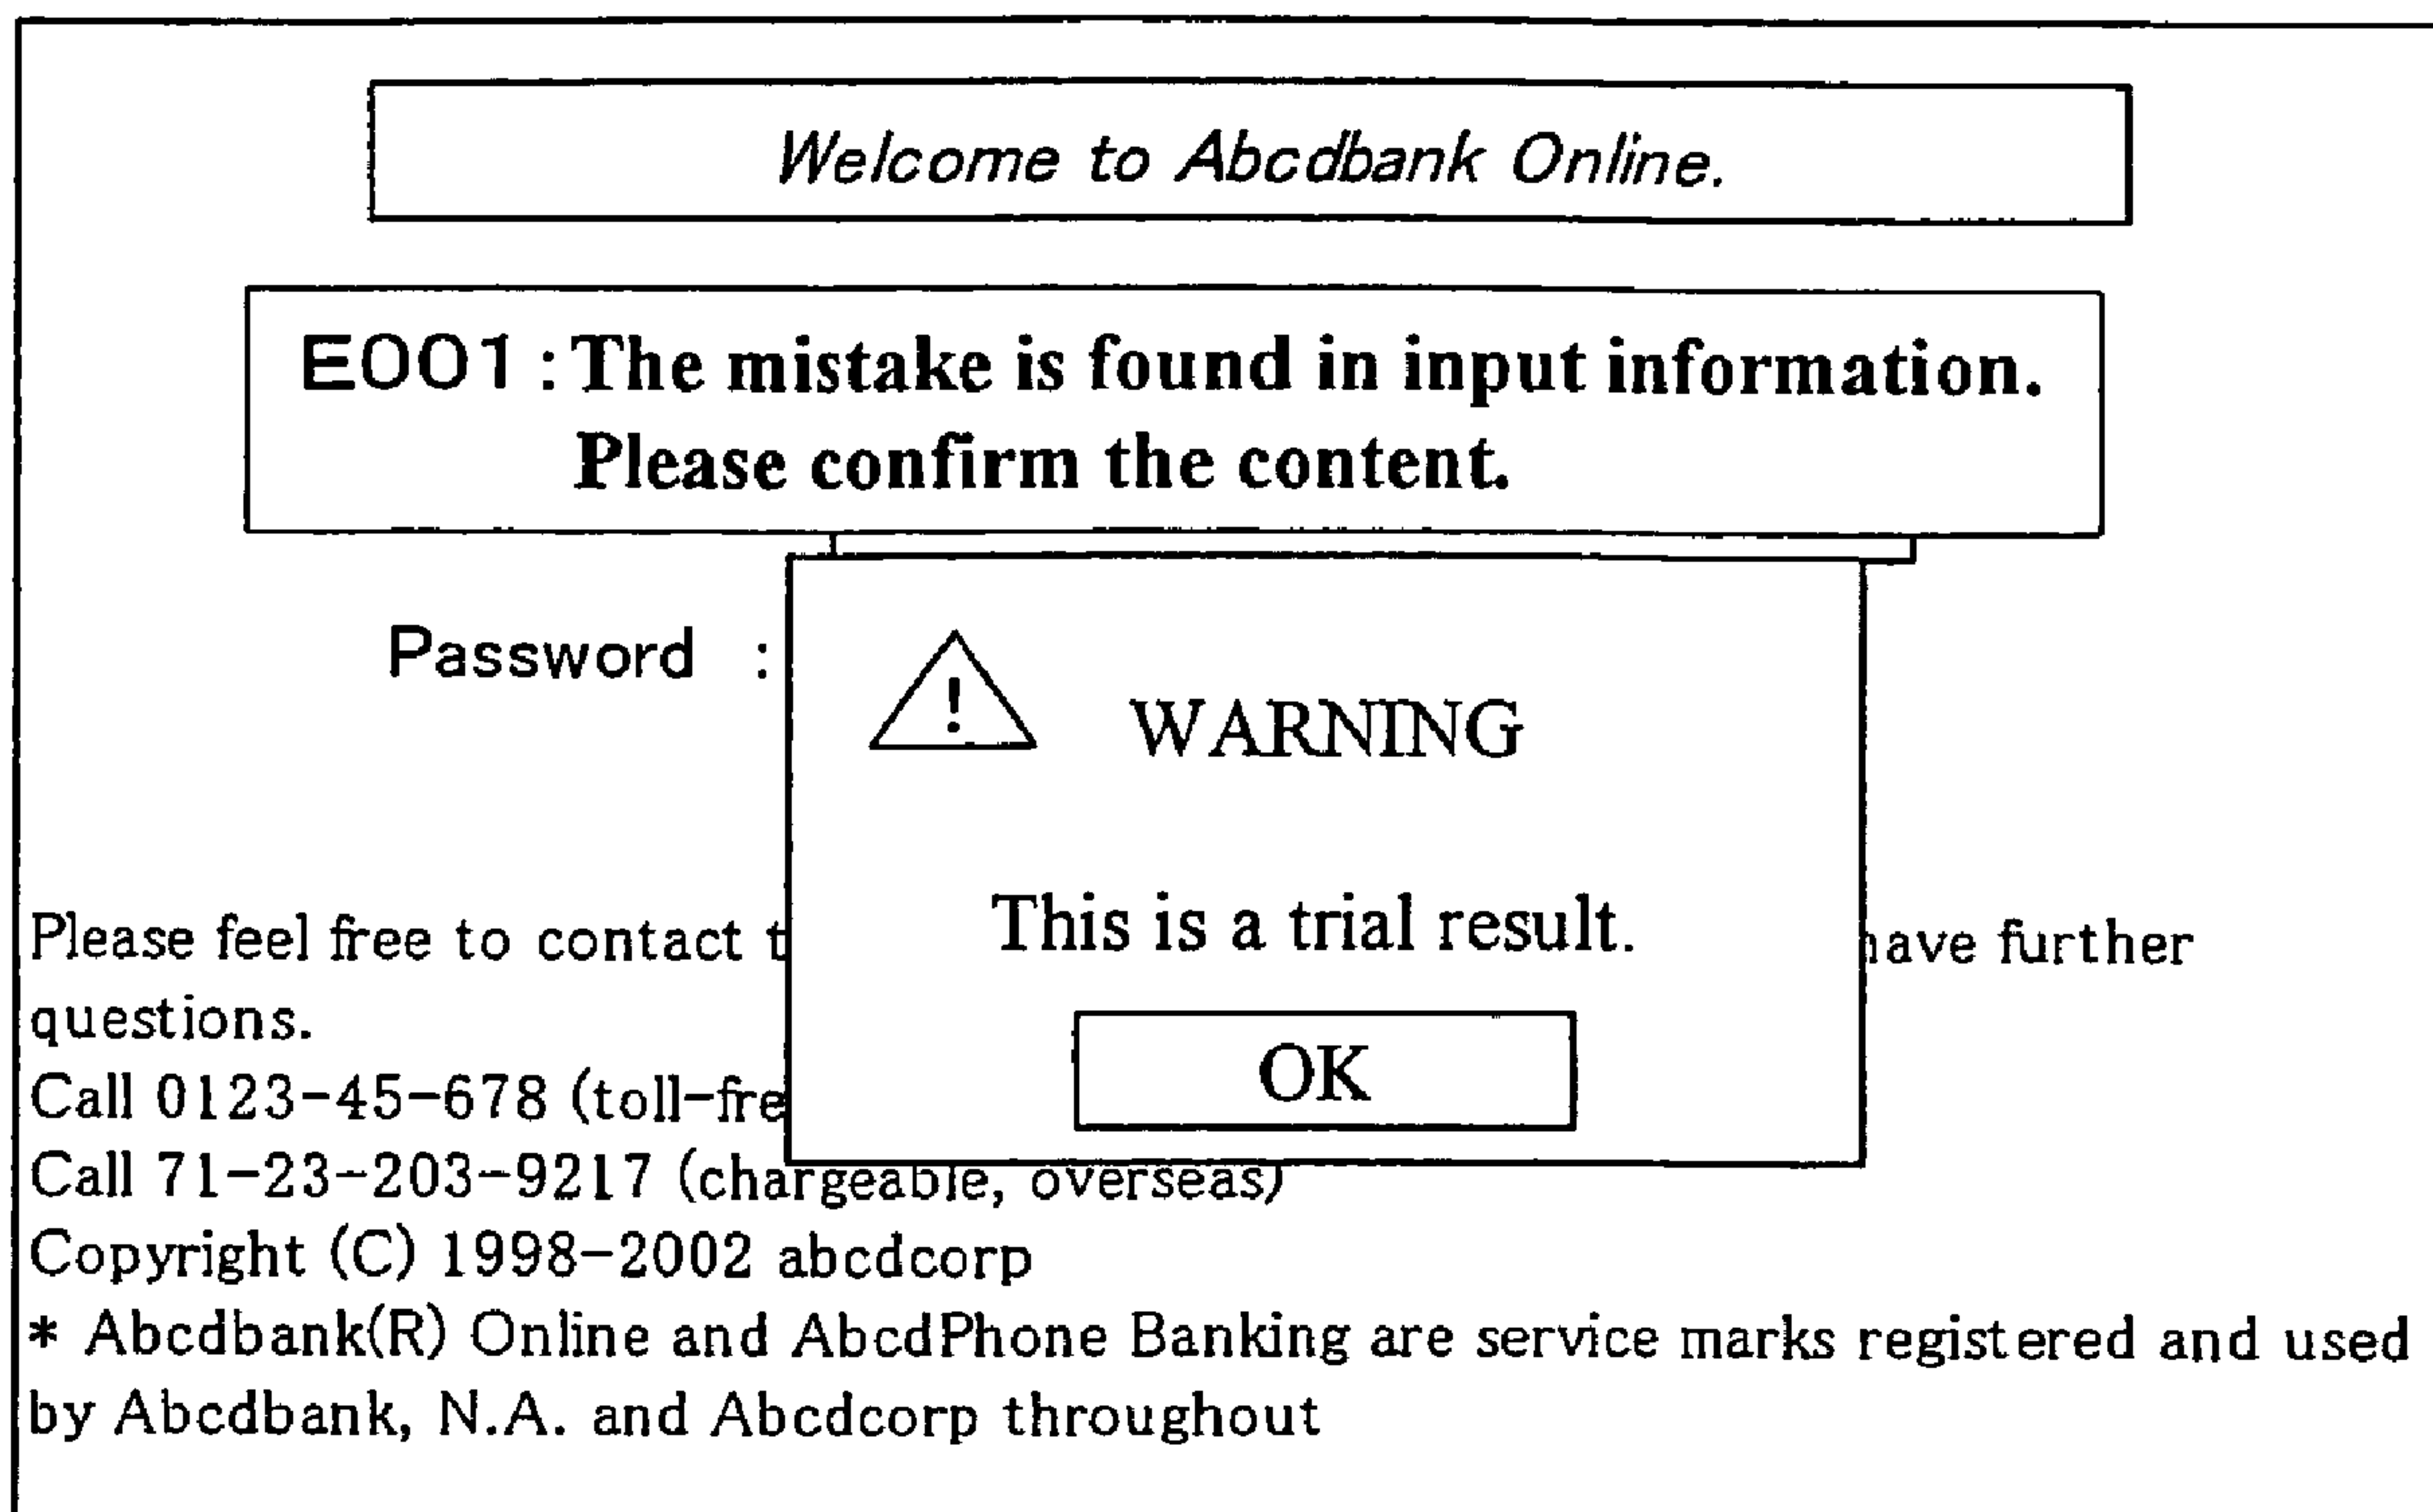 Welcome to Abcdbank Online.
E001 : The mistake is found in input information.
Please confirm the content.
Password :
! WARNING
This is a trial result.
OK
Please feel free to contact have further
questions.
Call 0123-45-678
Call 71-23-203-9217 (chargeable, overseas)
Copyright (C) 1998-2002 abcdcorp
* Abcdbank(R) Online and AbcdPhone Banking are service marks registered and used
by Abcdbank, N.A. and Abcdcorp throughout